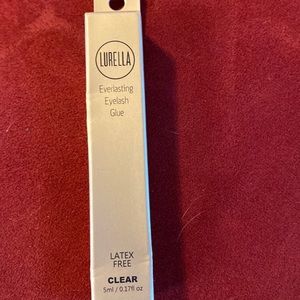 LURELLA
Everlasting
Eyelash
Glue
LATEX
FREE
CLEAR
5ml / 0.17fl oz